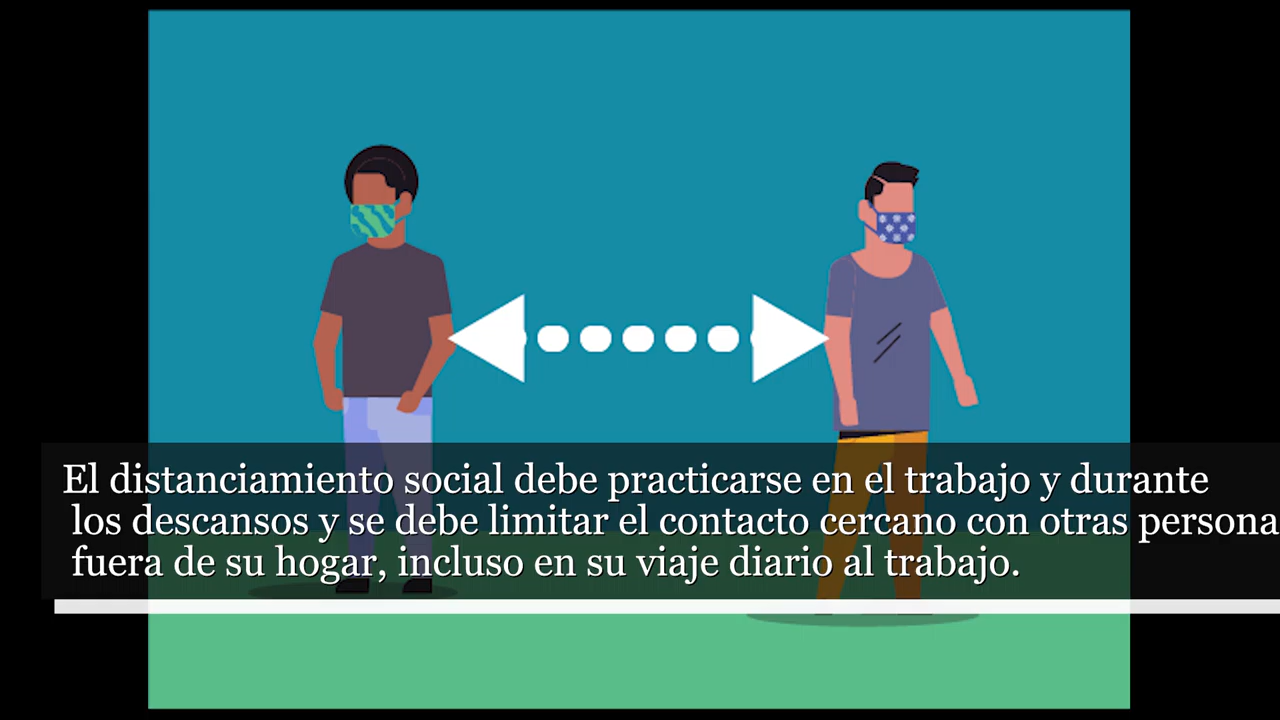 El distanciamiento social debe practicarse en el trabajo y durante
los descansos y se debe limitar el contacto cercano con otras persona
fuera de su hogar, incluso en su viaje diario al trabajo.